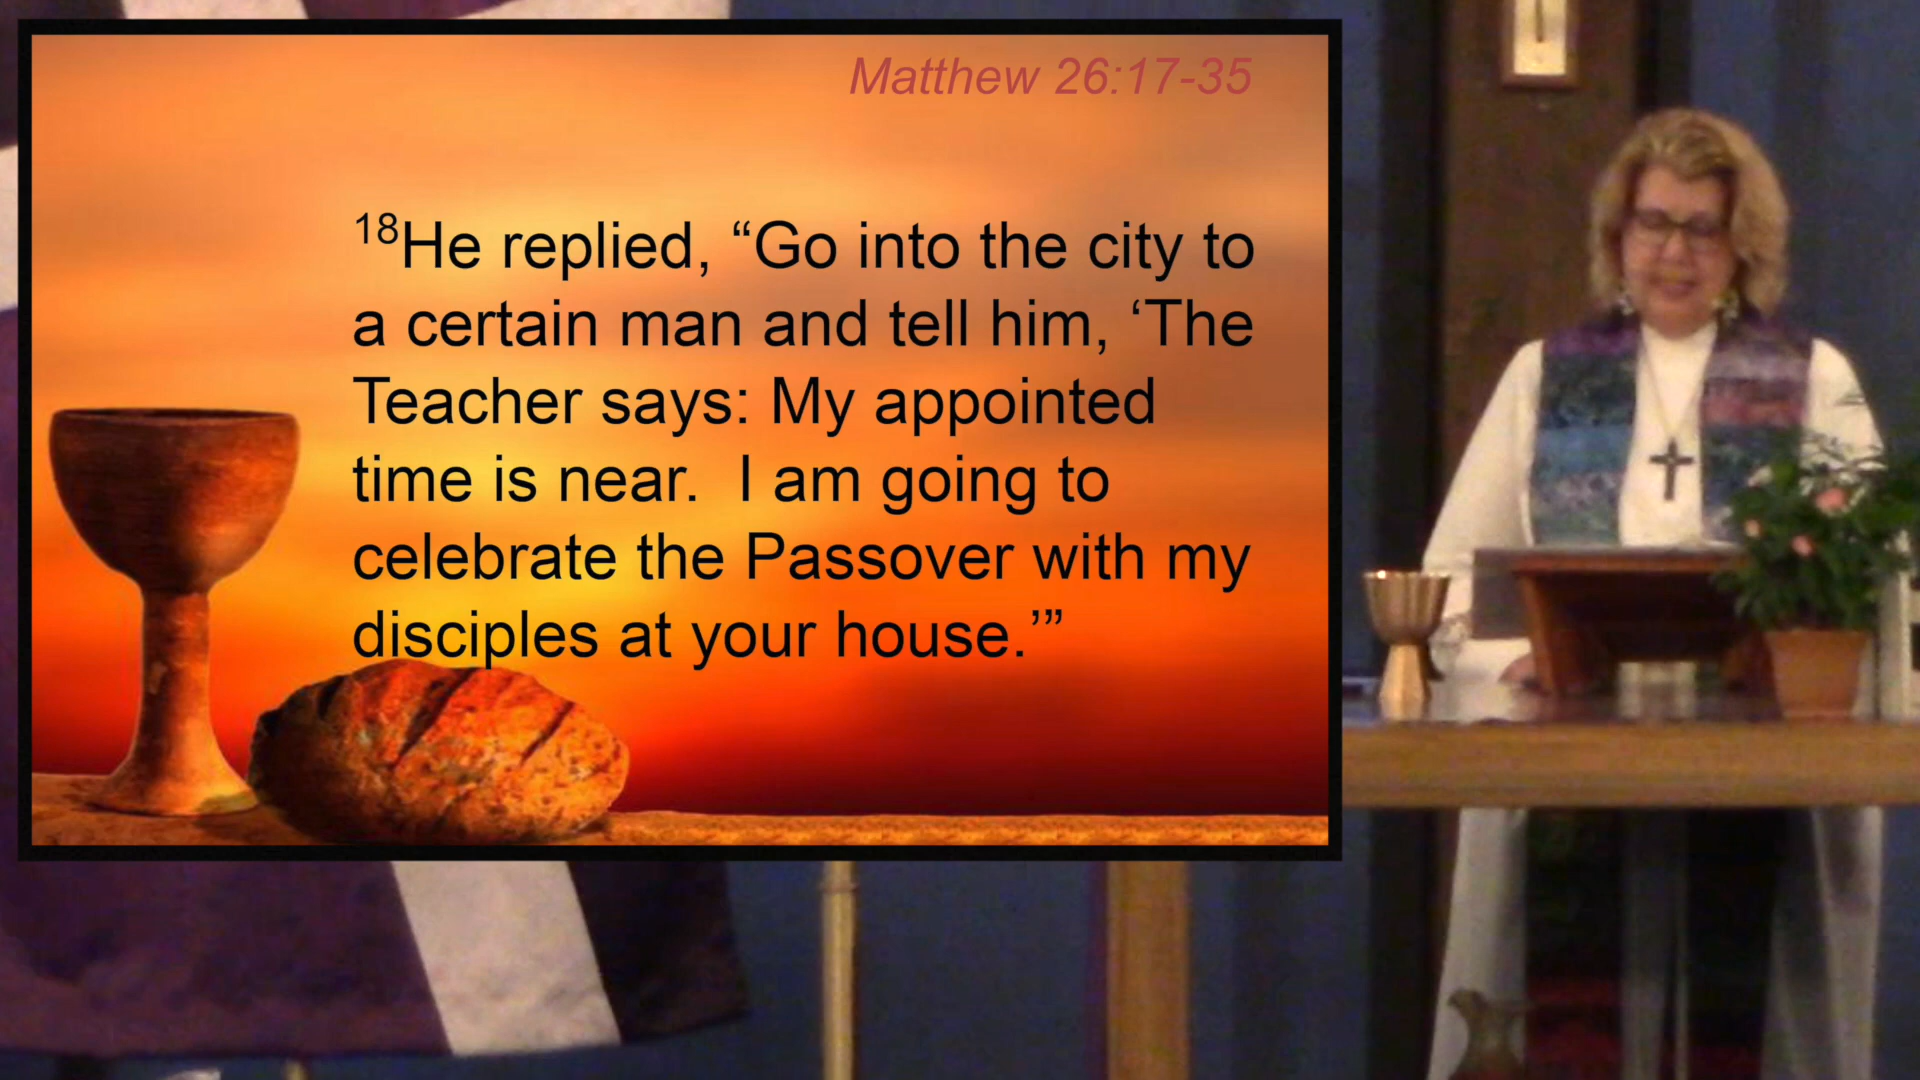 Matthew 26:17-35
18He replied, “Go into the city to
a certain man and tell him, ‘The
Teacher says: My appointed
time is near.  I am going to
celebrate the Passover with my
disciples at your house.’”